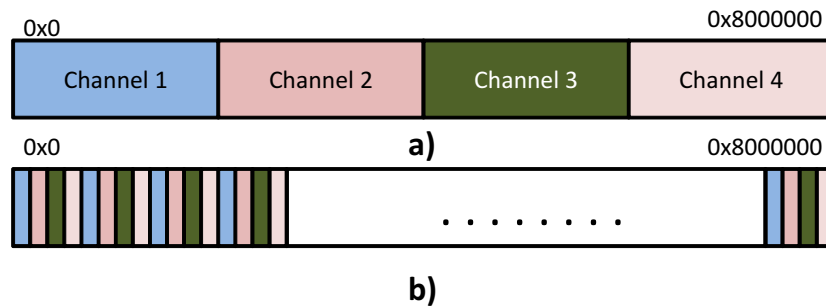 0x0 0x8000000
Channel 1 Channel 2 Channel 3 Channel 4
a)
0x0 0x8000000
. . . . . . . .
b)